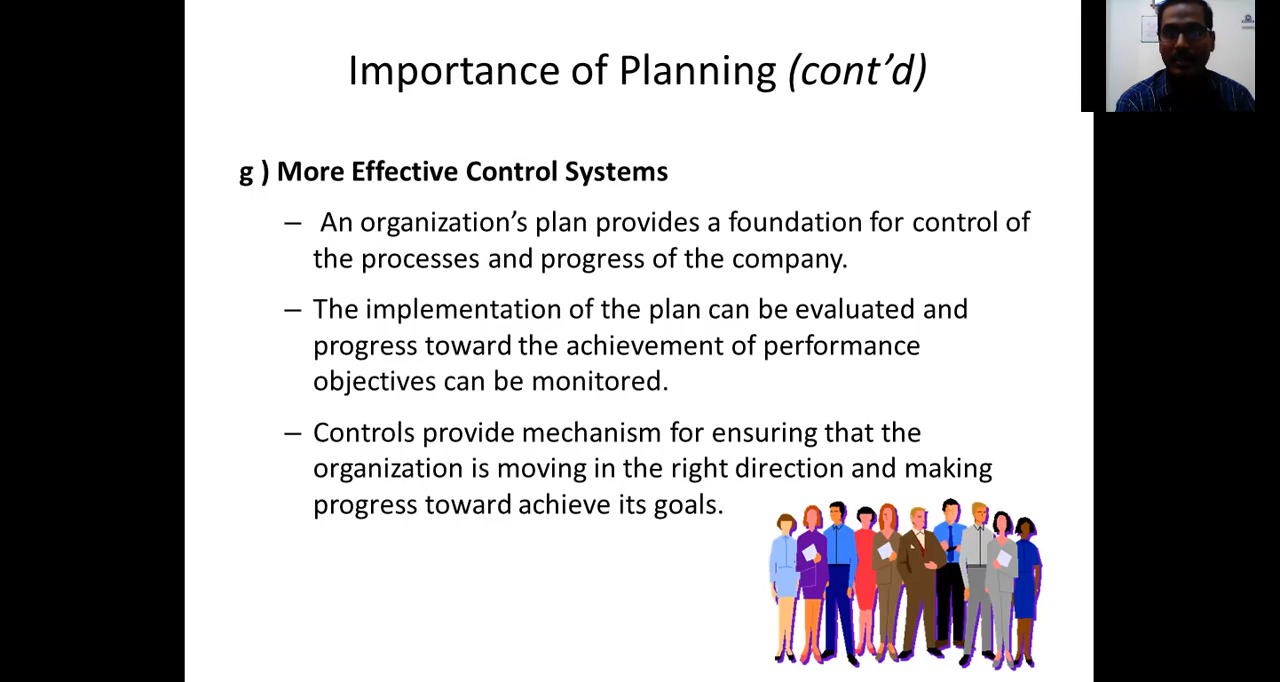 Importance of Planning (cont’d)
g ) More Effective Control Systems
– An organization’s plan provides a foundation for control of
the processes and progress of the company.
– The implementation of the plan can be evaluated and
progress toward the achievement of performance
objectives can be monitored.
– Controls provide mechanism for ensuring that the
organization is moving in the right direction and making
progress toward achieve its goals.